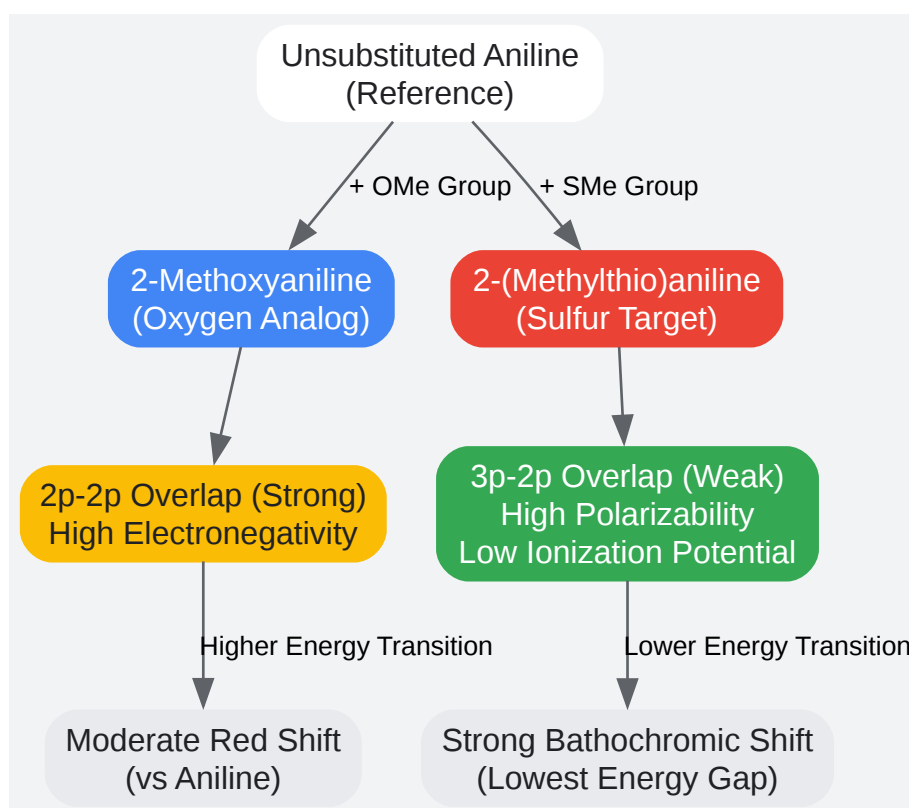 Unsubstituted Aniline
(Reference)
+ OMe Group
+ SMe Group
2-Methoxyaniline
(Oxygen Analog)
2-(Methylthio)aniline
(Sulfur Target)
2p-2p Overlap (Strong)
High Electronegativity
3p-2p Overlap (Weak)
High Polarizability
Low Ionization Potential
Higher Energy Transition
Lower Energy Transition
Moderate Red Shift
(vs Aniline)
Strong Bathochromic Shift
(Lowest Energy Gap)